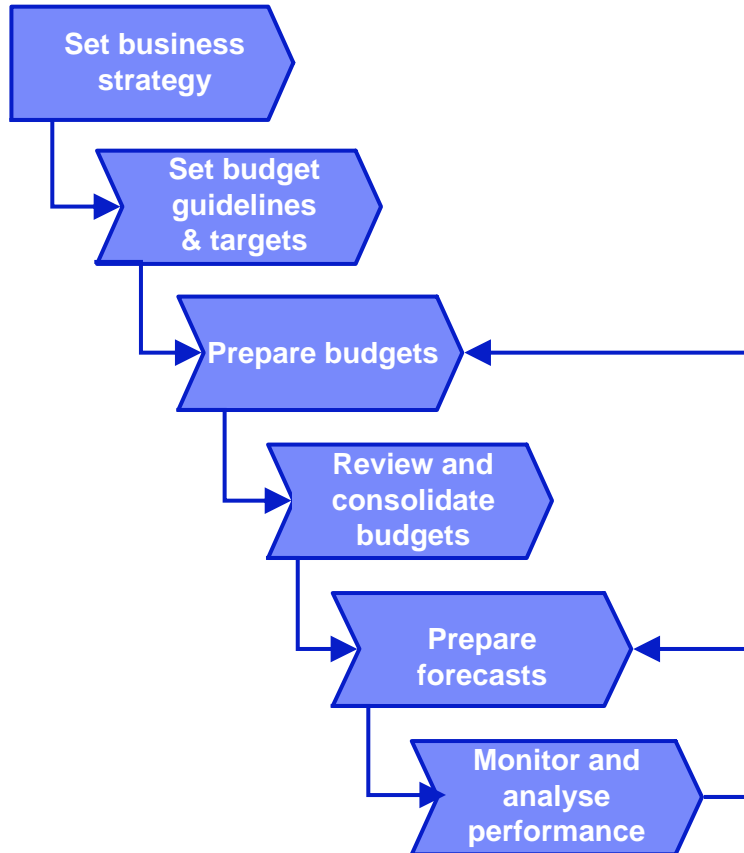 Set business
strategy
Set budget
guidelines
& targets
Prepare budgets
Review and
consolidate
budgets
Prepare
forecasts
Monitor and
analyse
performance